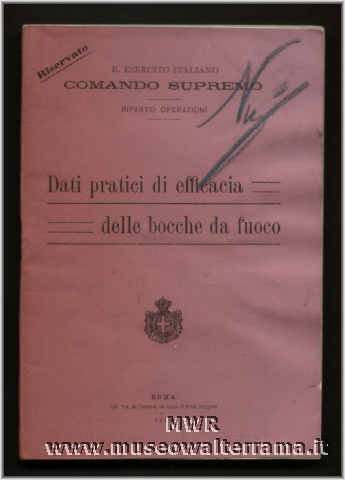 Riservato
R. ESERCITO ITALIANO
COMANDO SUPREMO
RIPARTO OPERAZIONI
Dati pratici di efficacia
delle bocche da fuoco
ROMA
MWR
www.museowalterrama.it